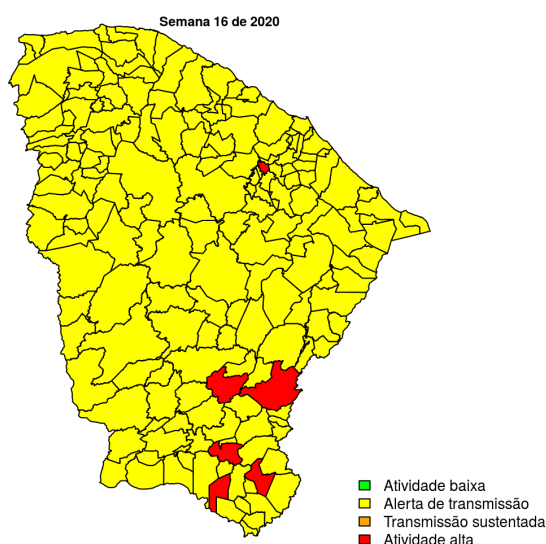 Semana 16 de 2020
Atividade baixa
Alerta de transmissão
Transmissão sustentada
Atividade alta